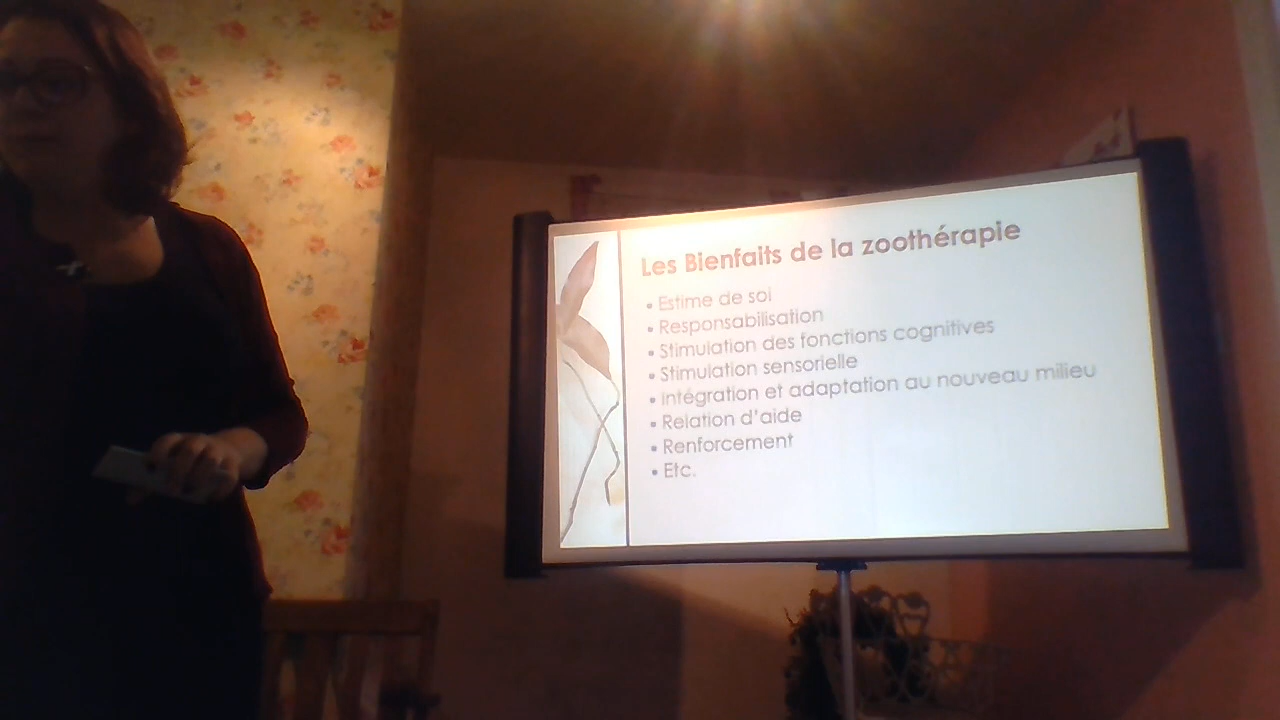 Les Bienfaits de la zoothérapie
• Estime de soi
• Responsabilisation
• Stimulation des fonctions cognitives
• Stimulation sensorielle
• Intégration et adaptation au nouveau milieu
• Relation d'aide
• Renforcement
• Etc.